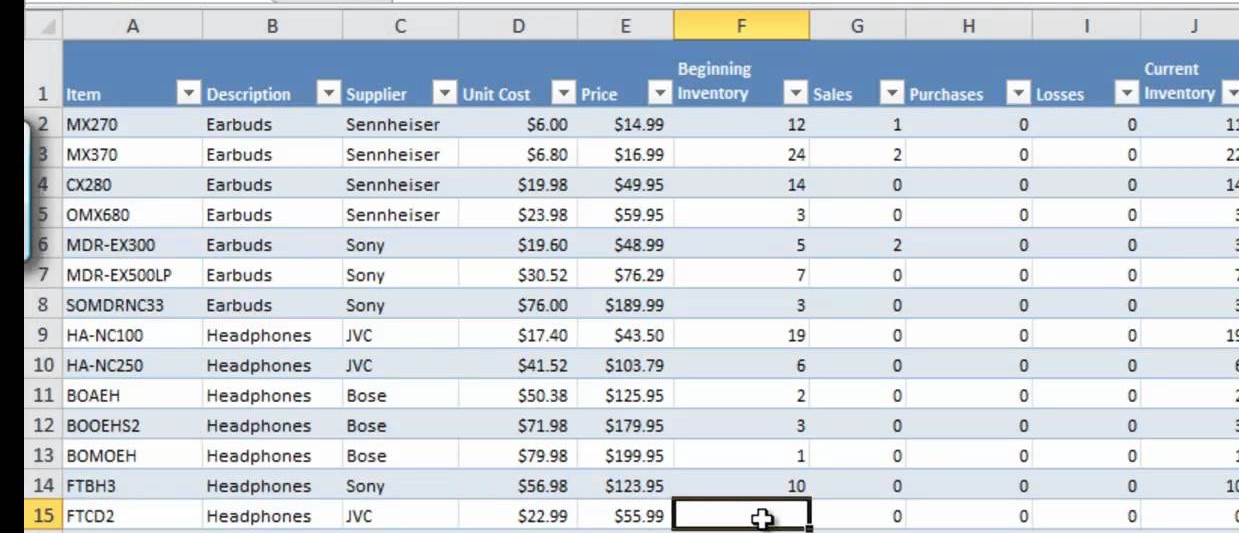 A B C D E F G H I J
1 Item Description Supplier Unit Cost Price Beginning Inventory Sales Purchases Losses Current Inventory
2 MX270 Earbuds Sennheiser $6.00 $14.99 12 1 0 0 11
3 MX370 Earbuds Sennheiser $6.80 $16.99 24 2 0 0 22
4 CX280 Earbuds Sennheiser $19.98 $49.95 14 0 0 0 14
5 OMX680 Earbuds Sennheiser $23.98 $59.95 3 0 0 0
6 MDR-EX300 Earbuds Sony $19.60 $48.99 5 2 0 0
7 MDR-EX500LP Earbuds Sony $30.52 $76.29 7 0 0 0
8 SOMDRNC33 Earbuds Sony $76.00 $189.99 3 0 0 0
9 HA-NC100 Headphones JVC $17.40 $43.50 19 0 0 0 19
10 HA-NC250 Headphones JVC $41.52 $103.79 6 0 0 0
11 BOAEH Headphones Bose $50.38 $125.95 2 0 0 0
12 BOOEHS2 Headphones Bose $71.98 $179.95 3 0 0 0
13 BOMOEH Headphones Bose $79.98 $199.95 1 0 0 0
14 FTBH3 Headphones Sony $56.98 $123.95 10 0 0 0 10
15 FTCD2 Headphones JVC $22.99 $55.99 0 0 0